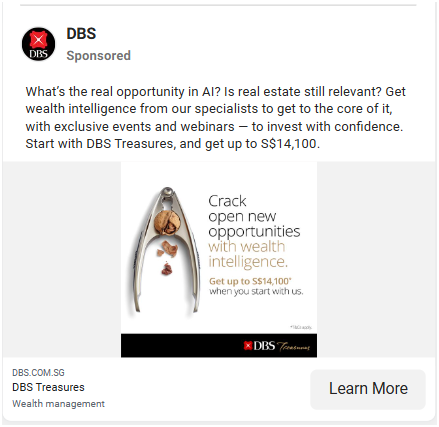 DBS
DBS
Sponsored
What's the real opportunity in AI? Is real estate still relevant? Get
wealth intelligence from our specialists to get to the core of it,
with exclusive events and webinars — to invest with confidence.
Start with DBS Treasures, and get up to S$14,100.
Crack
open new
opportunities
with wealth
intelligence.
Get up to S$14,100*
when you start with us.
*T&Cs apply.
DBS Treasures
DBS.COM.SG
DBS Treasures
Wealth management
Learn More